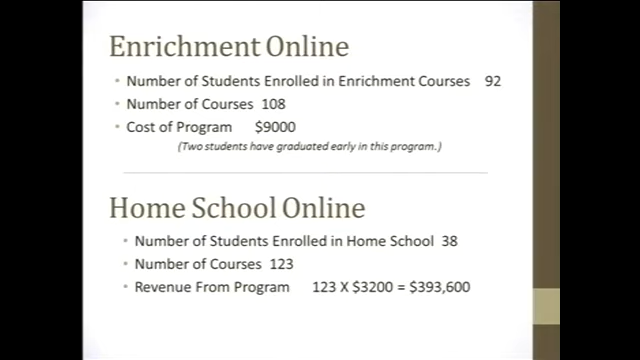 Enrichment Online
• Number of Students Enrolled in Enrichment Courses 92
• Number of Courses 108
• Cost of Program $9000
(Two students have graduated early in this program.)
Home School Online
• Number of Students Enrolled in Home School 38
• Number of Courses 123
• Revenue From Program 123 X $3200 = $393,600